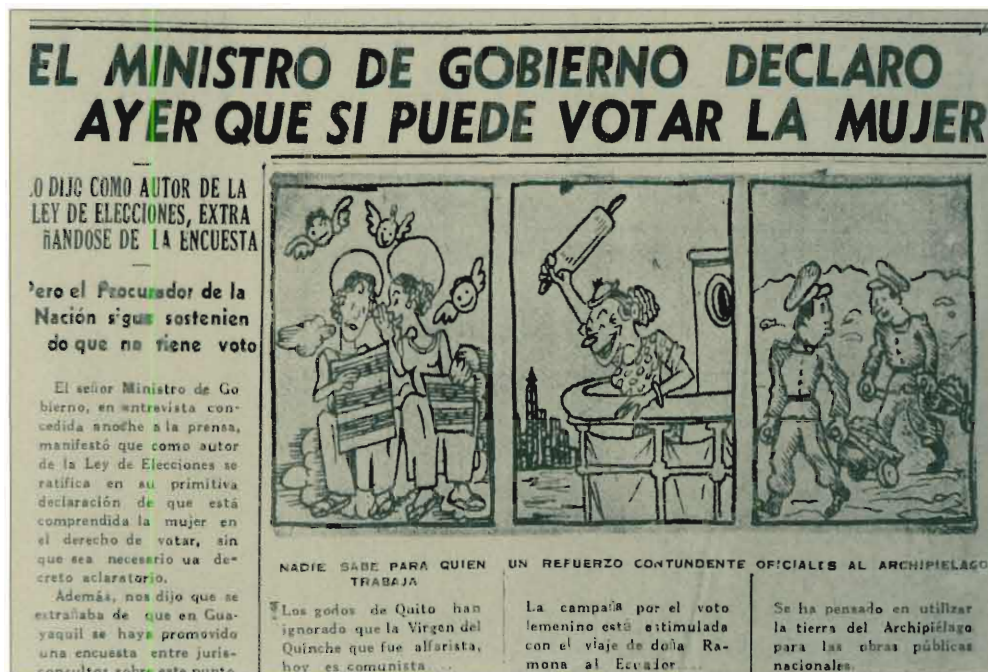 EL MINISTRO DE GOBIERNO DECLARO
AYER QUE SI PUEDE VOTAR LA MUJER
.O DIJO COMO AUTOR DE LA
LEY DE ELECCIONES, EXTRA
ÑANDOSE DE LA ENCUESTA
Pero el Procurador de la
Nación sigue sostenien
do que no tiene voto
El señor Ministro de Go
bierno, en entrevista con-
cedida anoche a la prensa,
manifestó que como autor
de la Ley de Elecciones se
ratifica en su primitiva
declaración de que está
comprendida la mujer en
el derecho de votar, sin
que sea necesario ua de-
creto aclaratorio.
Además, nos dijo que se
extrañaba de que en Gua-
yaquil se haya promovido
una encuesta entre juris-
consultos sobre este punto
NADIE SABE PARA QUIEN
TRABAJA
Los godos de Quito han
ignorado que la Virgen del
Quinche que fue alfarista,
hoy es comunista....
UN REFUERZO CONTUNDENTE
La campaña por el voto
femenino está estimulada
con el viaje de doña Ra-
mona al Ecuador....
OFICIALES AL ARCHIPIELAGO
Se ha pensado en utilizar
la tierra del Archipiélago
para las obras públicas
nacionales